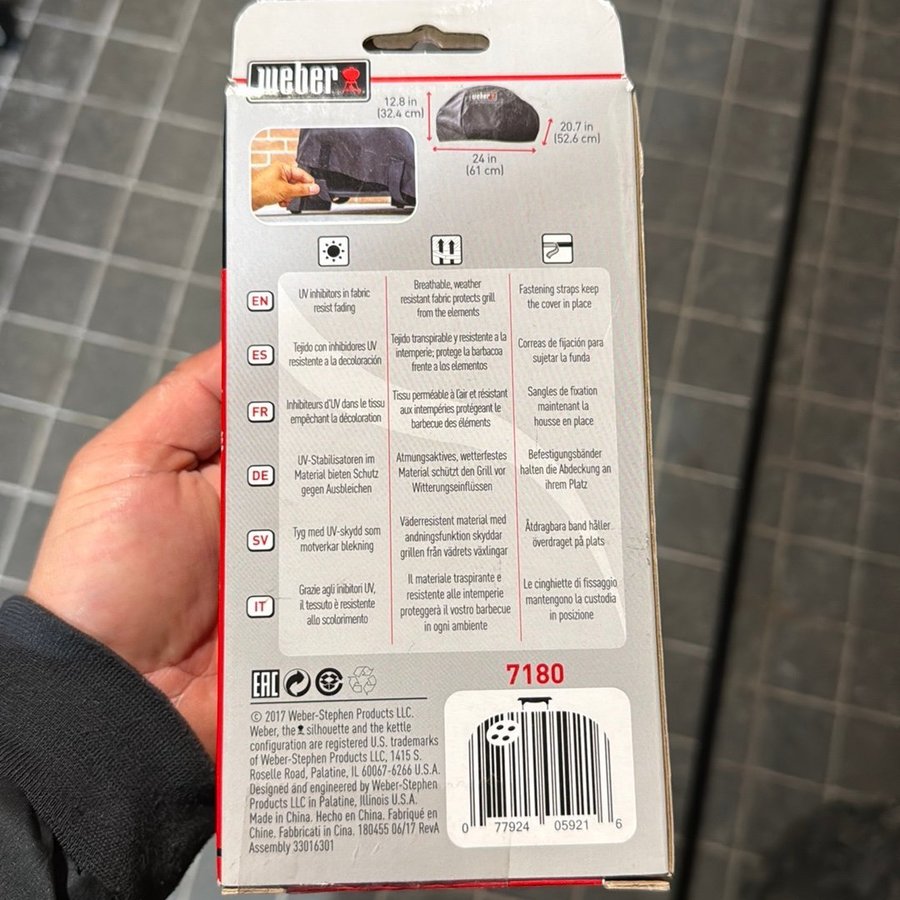 weber
weber
12.8 in
(32.4 cm)
20.7 in
(52.6 cm)
24 in
(61 cm)
EN
UV inhibitors in fabric
resist fading
Breathable, weather
resistant fabric protects grill
from the elements
Fastening straps keep
the cover in place
ES
Tejido con inhibidores UV
resistente a la decoloración
Tejido transpirable y resistente a la
intemperie; protege la barbacoa
frente a los elementos
Correas de fijación para
sujetar la funda
FR
Inhibiteurs d'UV dans le tissu
empêchant la décoloration
Tissu perméable à l'air et résistant
aux intempéries protégeant le
barbecue des éléments
Sangles de fixation
maintenant la
housse en place
DE
UV-Stabilisatoren im
Material bieten Schutz
gegen Ausbleichen
Atmungsaktives, wetterfestes
Material schützt den Grill vor
Witterungseinflüssen
Befestigungsbänder
halten die Abdeckung an
ihrem Platz
SV
Tyg med UV-skydd som
motverkar blekning
Väderresistent material med
andningsfunktion skyddar
grillen från vädrets växlingar
Åtdragbara band håller
överdraget på plats
IT
Grazie agli inibitori UV,
il tessuto è resistente
allo scolorimento
Il materiale traspirante e
resistente alle intemperie
proteggerà il vostro barbecue
in ogni ambiente
Le cinghiette di fissaggio
mantengono la custodia
in posizione
EAC
7180
© 2017 Weber-Stephen Products LLC.
Weber, the silhouette and the kettle
configuration are registered U.S. trademarks
of Weber-Stephen Products LLC, 1415 S.
Roselle Road, Palatine, IL 60067-6266 U.S.A.
Designed and engineered by Weber-Stephen
Products LLC in Palatine, Illinois U.S.A.
Made in China. Hecho en China. Fabriqué en
Chine. Fabbricati in Cina. 180455 06/17 RevA
Assembly 33016301
0 77924 05921 6